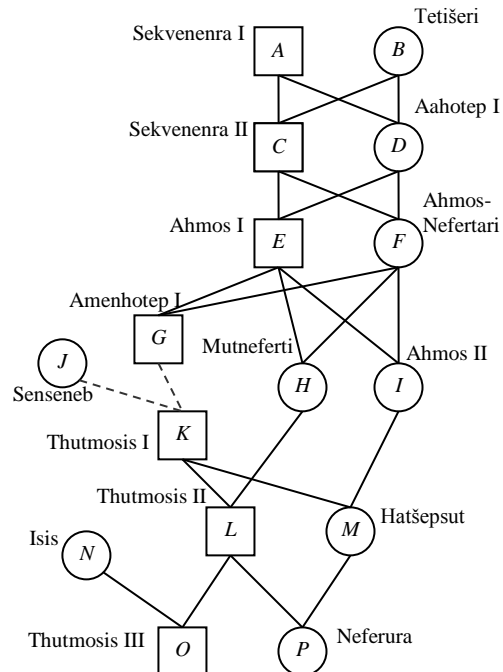 Tetišeri
Sekvenenra I
A
B
Aahotep I
Sekvenenra II
C
D
Ahmos-
Nefertari
Ahmos I
E
F
Amenhotep I
G
Mutneferti
Ahmos II
J
H
I
Senseneb
K
Thutmosis I
Thutmosis II
Hatšepsut
Isis
L
M
N
Thutmosis III
O
P
Neferura